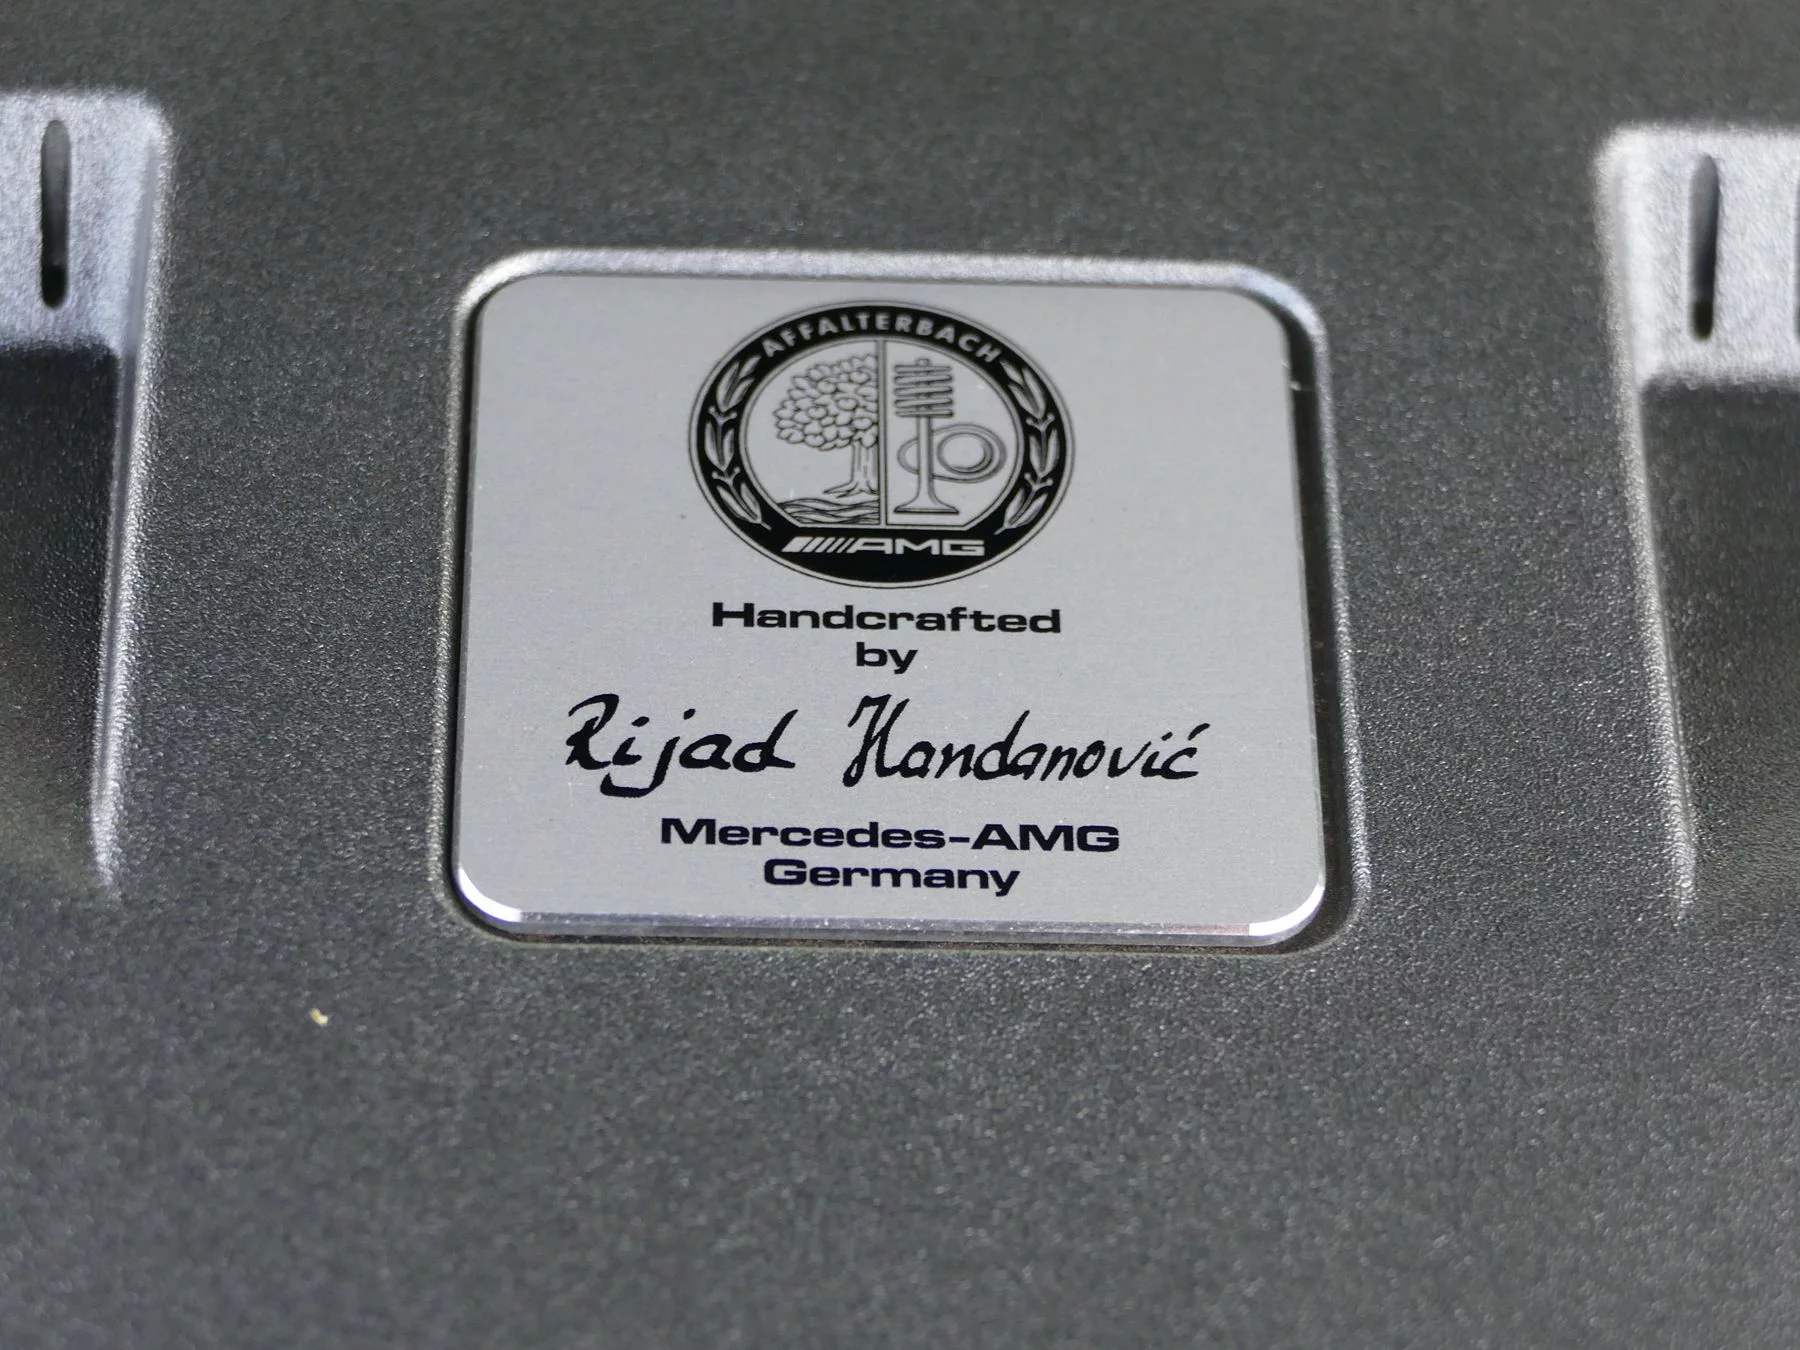 AFFALTERBACH
AMG
Handcrafted
by
Rijad Handanović
Mercedes-AMG
Germany